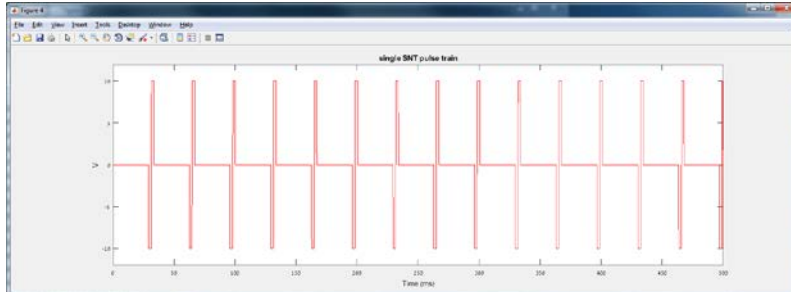 Figure 4
File Edit View Insert Tools Desktop Window Help
single SNT pulse train
10
5
0
-5
-10
V
0 50 100 150 200 250 300 350 400 450 500
Time (ms)